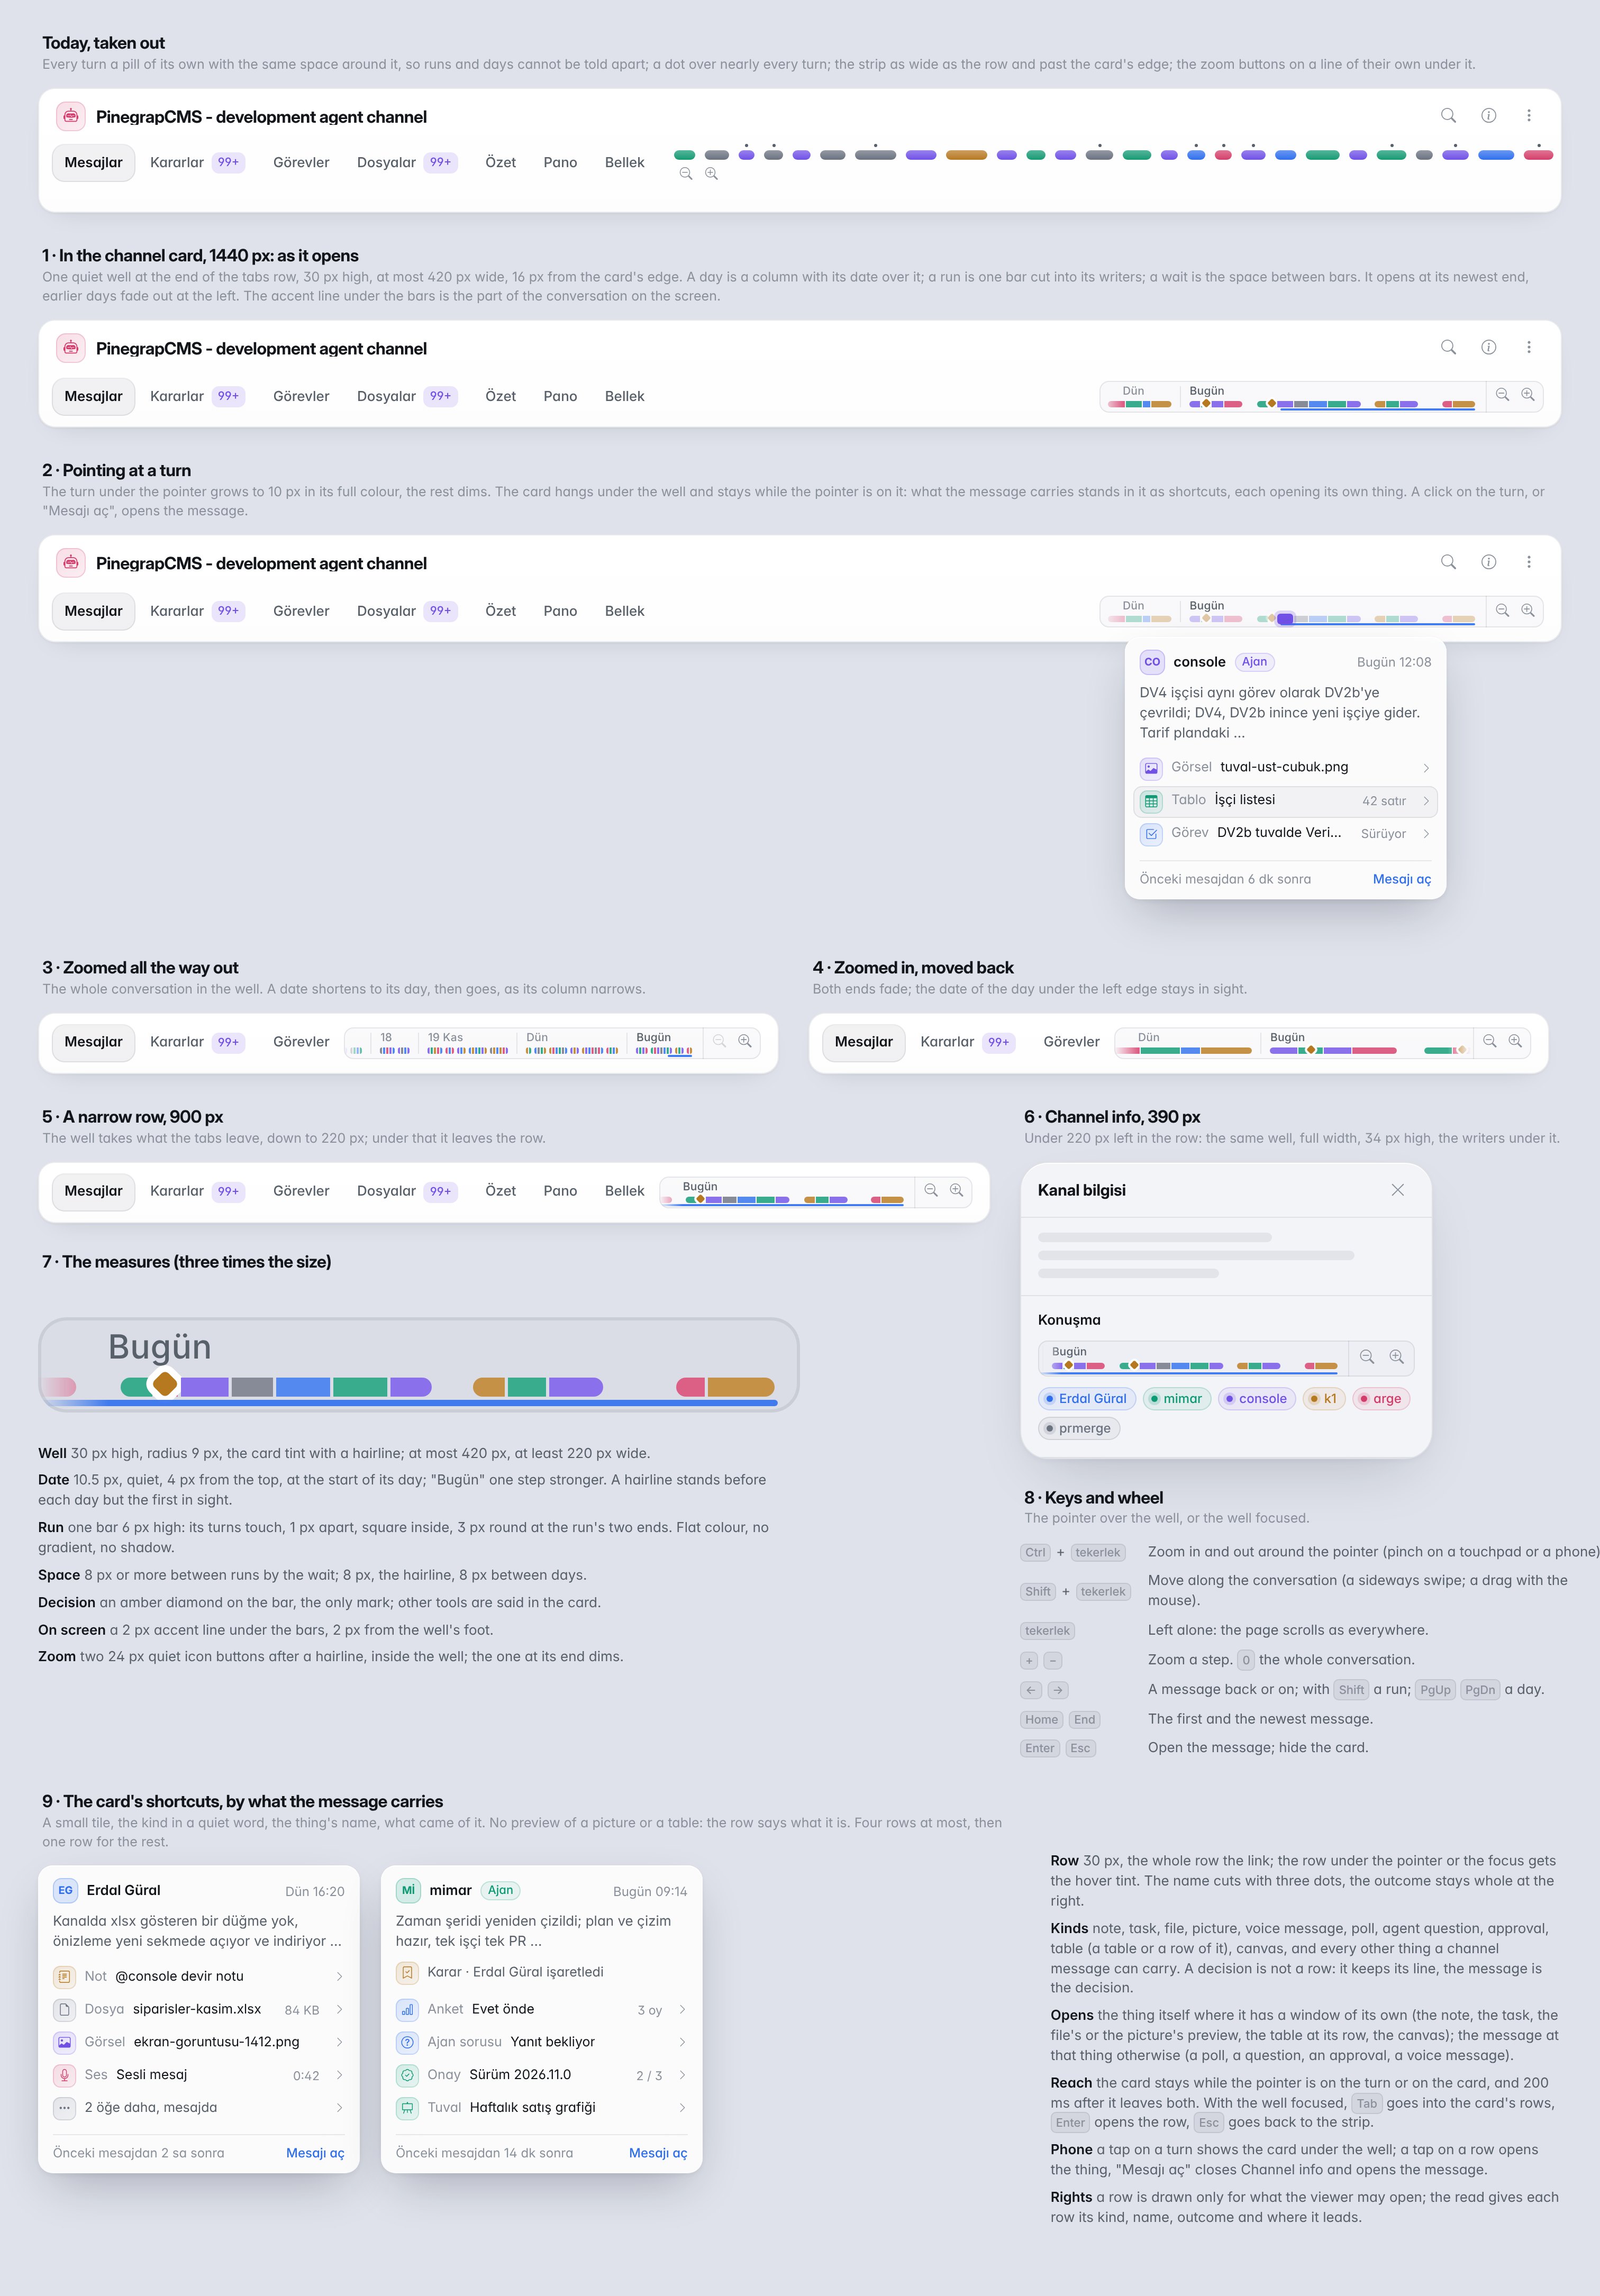 Today, taken out
Every turn a pill of its own with the same space around it, so runs and days cannot be told apart; a dot over nearly every turn; the strip as wide as the row and past the card's edge; the zoom buttons on a line of their own under it.
PinegrapCMS - development agent channel
Mesajlar Kararlar 99+ Görevler Dosyalar 99+ Özet Pano Bellek
1 · In the channel card, 1440 px: as it opens
One quiet well at the end of the tabs row, 30 px high, at most 420 px wide, 16 px from the card's edge. A day is a column with its date over it; a run is one bar cut into its writers; a wait is the space between bars. It opens at its newest end,
earlier days fade out at the left. The accent line under the bars is the part of the conversation on the screen.
PinegrapCMS - development agent channel
Mesajlar Kararlar 99+ Görevler Dosyalar 99+ Özet Pano Bellek Dün Bugün
2 · Pointing at a turn
The turn under the pointer grows to 10 px in its full colour, the rest dims. The card hangs under the well and stays while the pointer is on it: what the message carries stands in it as shortcuts, each opening its own thing. A click on the turn, or
"Mesajı aç", opens the message.
PinegrapCMS - development agent channel
Mesajlar Kararlar 99+ Görevler Dosyalar 99+ Özet Pano Bellek Dün Bugün
CO console Ajan Bugün 12:08
DV4 işçisi aynı görev olarak DV2b'ye
çevrildi; DV4, DV2b inince yeni işçiye gider.
Tarif plandaki ...
Görsel tuval-ust-cubuk.png
Tablo İşçi listesi 42 satır
Görev DV2b tuvalde Veri... Sürüyor
Önceki mesajdan 6 dk sonra Mesajı aç
3 · Zoomed all the way out
The whole conversation in the well. A date shortens to its day, then goes, as its column narrows.
Mesajlar Kararlar 99+ Görevler 18 19 Kas Dün Bugün
4 · Zoomed in, moved back
Both ends fade; the date of the day under the left edge stays in sight.
Mesajlar Kararlar 99+ Görevler Dün Bugün
5 · A narrow row, 900 px
The well takes what the tabs leave, down to 220 px; under that it leaves the row.
Mesajlar Kararlar 99+ Görevler Dosyalar 99+ Özet Pano Bellek Bugün
6 · Channel info, 390 px
Under 220 px left in the row: the same well, full width, 34 px high, the writers under it.
Kanal bilgisi
Konuşma
Bugün
Erdal Güral mimar console k1 arge
prmerge
7 · The measures (three times the size)
Bugün
Well 30 px high, radius 9 px, the card tint with a hairline; at most 420 px, at least 220 px wide.
Date 10.5 px, quiet, 4 px from the top, at the start of its day; "Bugün" one step stronger. A hairline stands before
each day but the first in sight.
Run one bar 6 px high: its turns touch, 1 px apart, square inside, 3 px round at the run's two ends. Flat colour, no
gradient, no shadow.
Space 8 px or more between runs by the wait; 8 px, the hairline, 8 px between days.
Decision an amber diamond on the bar, the only mark; other tools are said in the card.
On screen a 2 px accent line under the bars, 2 px from the well's foot.
Zoom two 24 px quiet icon buttons after a hairline, inside the well; the one at its end dims.
8 · Keys and wheel
The pointer over the well, or the well focused.
Ctrl + tekerlek Zoom in and out around the pointer (pinch on a touchpad or a phone)
Shift + tekerlek Move along the conversation (a sideways swipe; a drag with the
mouse).
tekerlek Left alone: the page scrolls as everywhere.
+ − Zoom a step. 0 the whole conversation.
← → A message back or on; with Shift a run; PgUp PgDn a day.
Home End The first and the newest message.
Enter Esc Open the message; hide the card.
9 · The card's shortcuts, by what the message carries
A small tile, the kind in a quiet word, the thing's name, what came of it. No preview of a picture or a table: the row says what it is. Four rows at most, then
one row for the rest.
EG Erdal Güral Dün 16:20
Kanalda xlsx gösteren bir düğme yok,
önizleme yeni sekmede açıyor ve indiriyor ...
Not @console devir notu
Dosya siparisler-kasim.xlsx 84 KB
Görsel ekran-goruntusu-1412.png
Ses Sesli mesaj 0:42
2 öğe daha, mesajda
Önceki mesajdan 2 sa sonra Mesajı aç
Mİ mimar Ajan Bugün 09:14
Zaman şeridi yeniden çizildi; plan ve çizim
hazır, tek işçi tek PR ...
Karar · Erdal Güral işaretledi
Anket Evet önde 3 oy
Ajan sorusu Yanıt bekliyor
Onay Sürüm 2026.11.0 2 / 3
Tuval Haftalık satış grafiği
Önceki mesajdan 14 dk sonra Mesajı aç
Row 30 px, the whole row the link; the row under the pointer or the focus gets
the hover tint. The name cuts with three dots, the outcome stays whole at the
right.
Kinds note, task, file, picture, voice message, poll, agent question, approval,
table (a table or a row of it), canvas, and every other thing a channel
message can carry. A decision is not a row: it keeps its line, the message is
the decision.
Opens the thing itself where it has a window of its own (the note, the task, the
file's or the picture's preview, the table at its row, the canvas); the message at
that thing otherwise (a poll, a question, an approval, a voice message).
Reach the card stays while the pointer is on the turn or on the card, and 200
ms after it leaves both. With the well focused, Tab goes into the card's rows,
Enter opens the row, Esc goes back to the strip.
Phone a tap on a turn shows the card under the well; a tap on a row opens
the thing, "Mesajı aç" closes Channel info and opens the message.
Rights a row is drawn only for what the viewer may open; the read gives each
row its kind, name, outcome and where it leads.